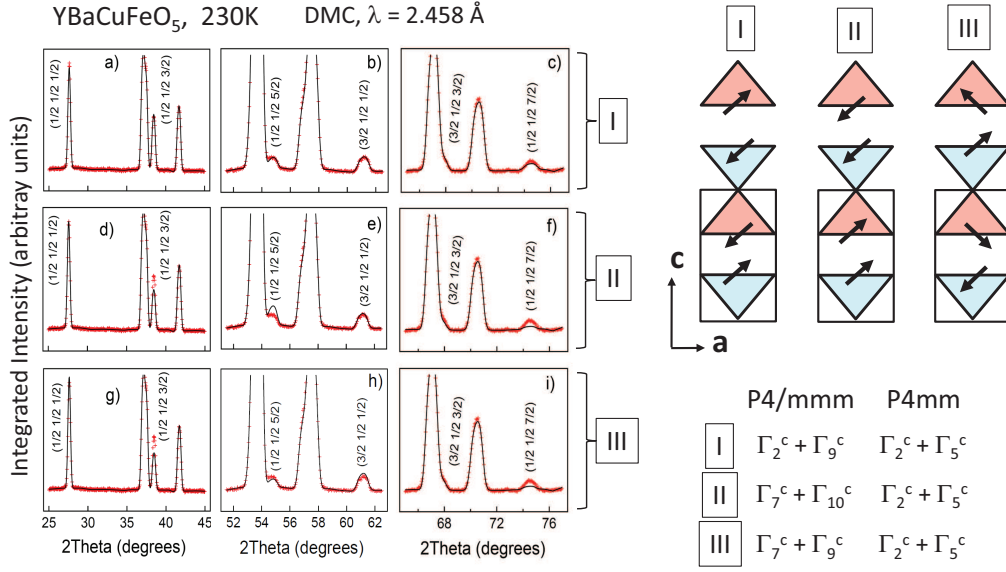 YBaCuFeO₅, 230K DMC, λ = 2.458 Å
Integrated Intensity (arbitray units)
a)
(1/2 1/2 1/2)
(1/2 1/2 3/2)
b)
(1/2 1/2 5/2)
(3/2 1/2 1/2)
c)
(3/2 1/2 3/2)
(1/2 1/2 7/2)
I
d)
(1/2 1/2 1/2)
(1/2 1/2 3/2)
e)
(1/2 1/2 5/2)
(3/2 1/2 1/2)
f)
(3/2 1/2 3/2)
(1/2 1/2 7/2)
II
g)
(1/2 1/2 1/2)
(1/2 1/2 3/2)
h)
(1/2 1/2 5/2)
(3/2 1/2 1/2)
i)
(3/2 1/2 3/2)
(1/2 1/2 7/2)
III
25 30 35 40 45
52 54 56 58 60 62
68 72 76
2Theta (degrees)
2Theta (degrees)
2Theta (degrees)
I II III
c
a
P4/mmm P4mm
I Γ₂ᶜ + Γ₉ᶜ Γ₂ᶜ + Γ₅ᶜ
II Γ₇ᶜ + Γ₁₀ᶜ Γ₂ᶜ + Γ₅ᶜ
III Γ₇ᶜ + Γ₉ᶜ Γ₂ᶜ + Γ₅ᶜ